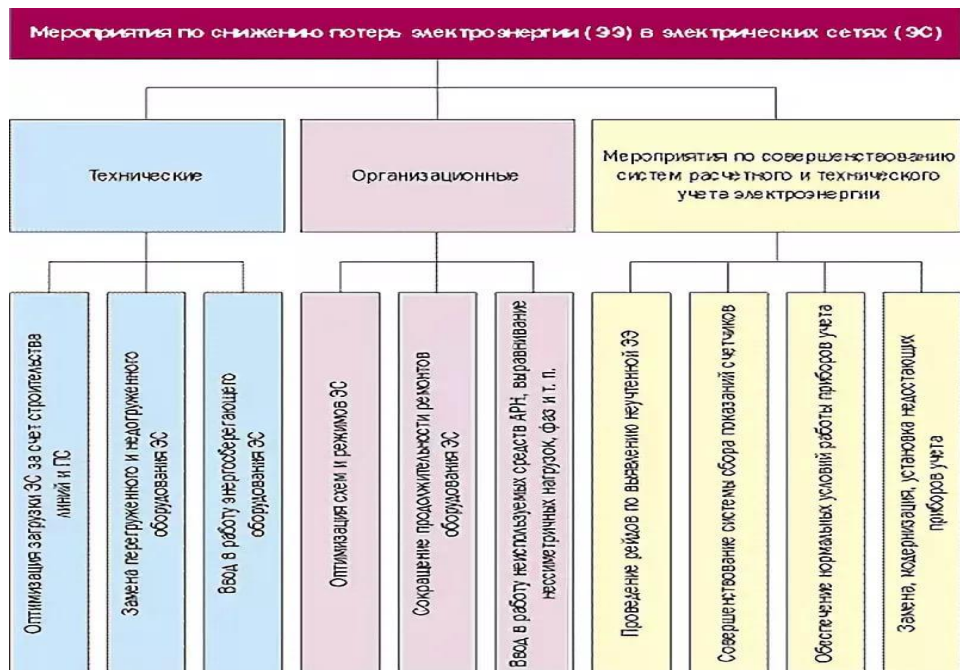 Мероприятия по снижению потерь электроэнергии (ЭЭ) в электрических сетях (ЭС)
Технические
Организационные
Мероприятия по совершенствованию
систем расчетного и технического
учета электроэнергии
Оптимизация загрузки ЭС за счет строительства
линий и ПС
Замена перегруженного и недогруженного
оборудования ЭС
Ввод в работу энергосберегающего
оборудования ЭС
Оптимизация схем и режимов ЭС
Сокращение продолжительности ремонтов
оборудования ЭС
Ввод в работу неиспользуемых средств АРН, выравнивание
нессиметричных нагрузок, фаз и т. п.
Проведение рейдов по выявлению неучтенной ЭЭ
Совершенствование системы сбора показаний счетчиков
Обеспечение нормальных условий работы приборов учета
Замена, модернизация, установка недостающих
приборов учета